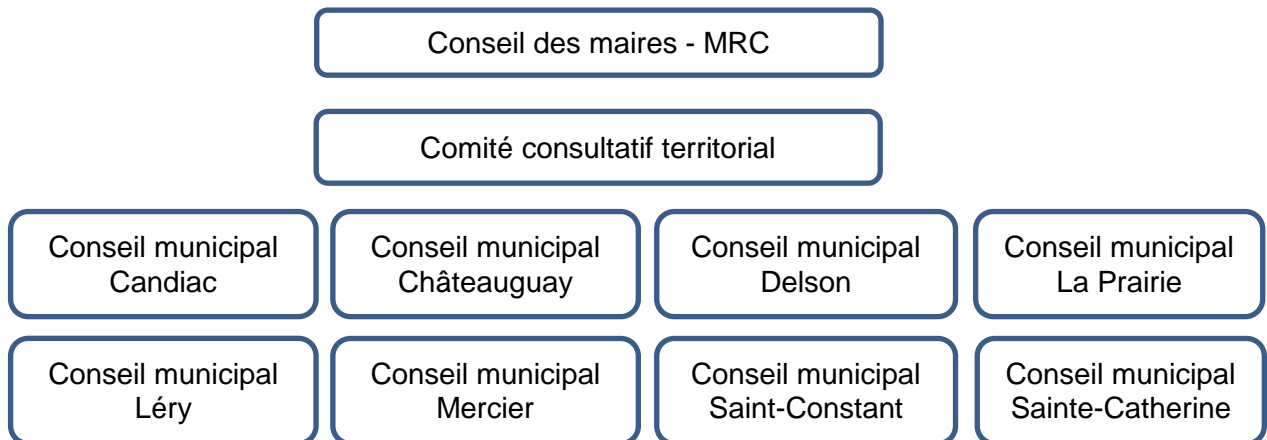 Conseil des maires - MRC
Comité consultatif territorial
Conseil municipal
Candiac
Conseil municipal
Châteauguay
Conseil municipal
Delson
Conseil municipal
La Prairie
Conseil municipal
Léry
Conseil municipal
Mercier
Conseil municipal
Saint-Constant
Conseil municipal
Sainte-Catherine